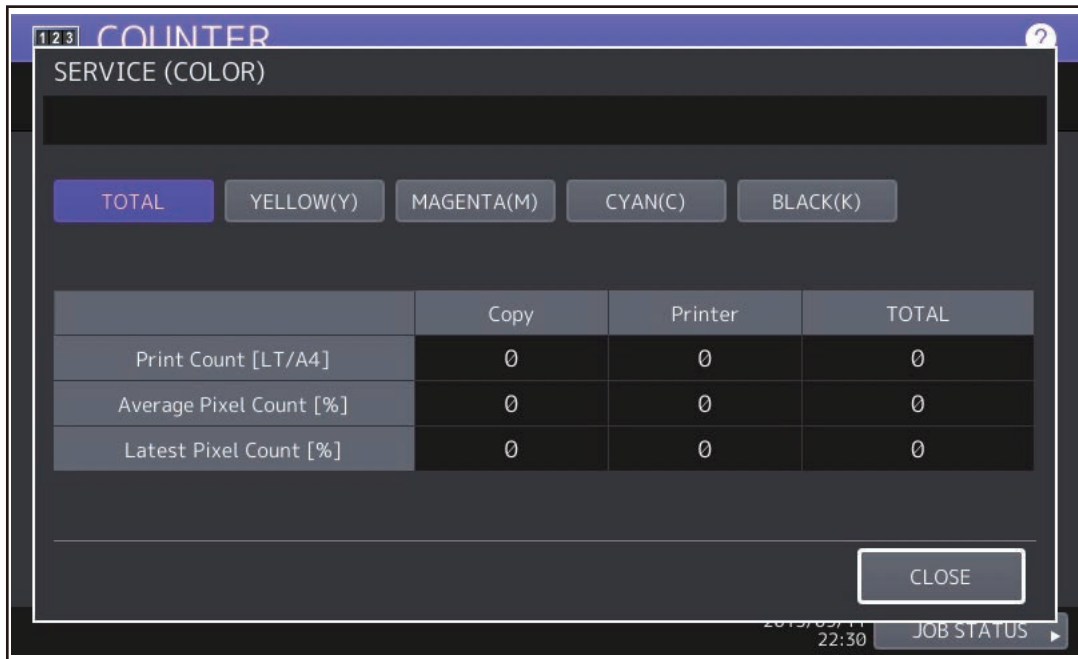 123 COUNTER ?
SERVICE (COLOR)
TOTAL YELLOW(Y) MAGENTA(M) CYAN(C) BLACK(K)
Copy Printer TOTAL
Print Count [LT/A4] 0 0 0
Average Pixel Count [%] 0 0 0
Latest Pixel Count [%] 0 0 0
CLOSE
22:30 JOB STATUS